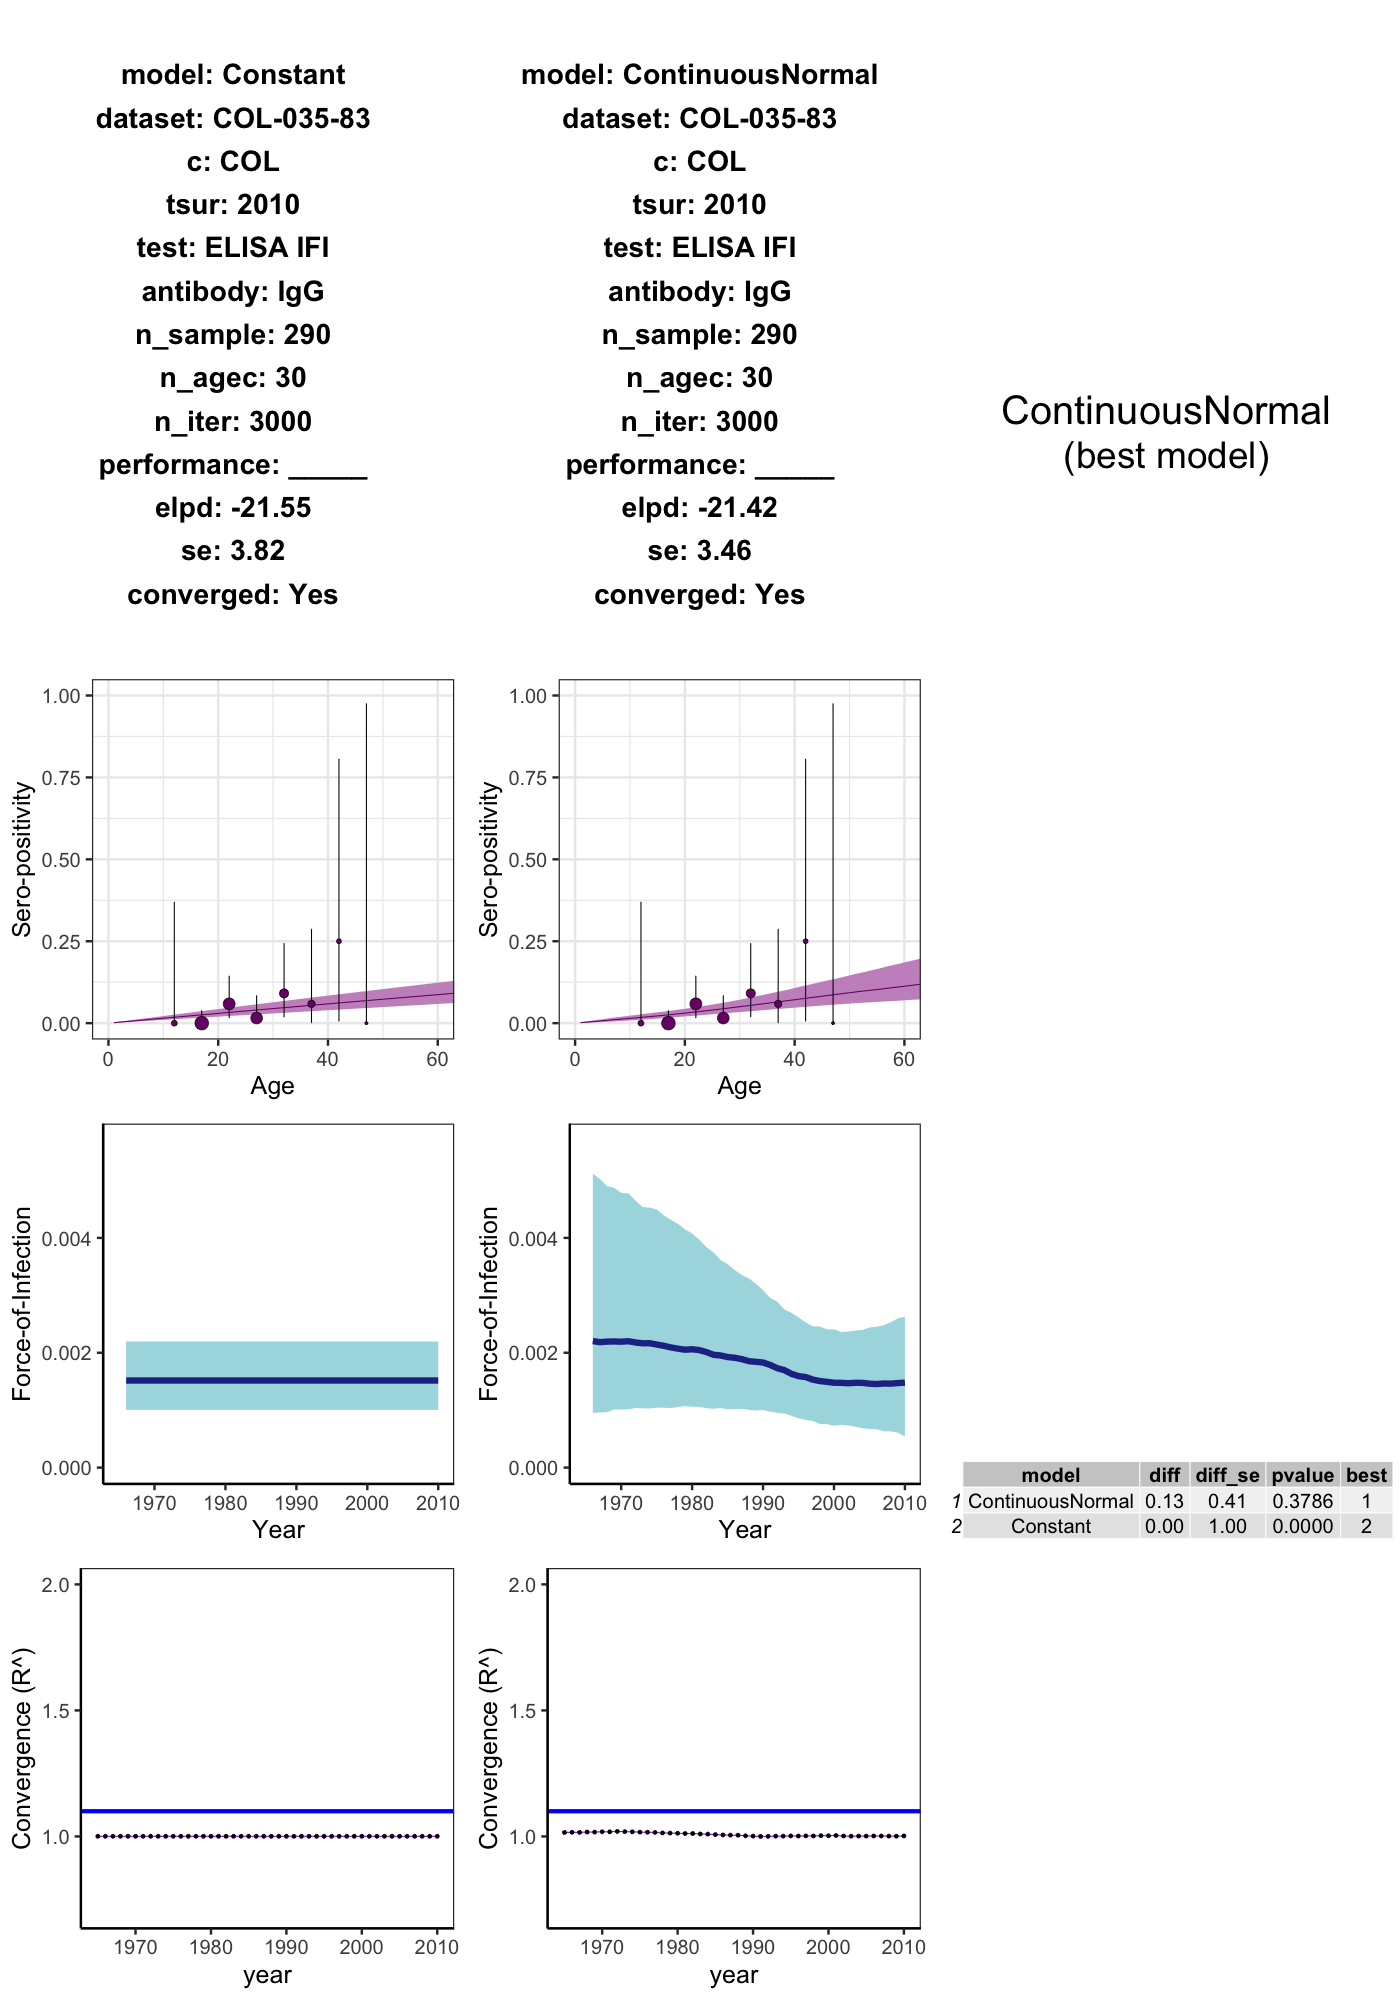 model: Constant
dataset: COL-035-83
c: COL
tsur: 2010
test: ELISA IFI
antibody: IgG
n_sample: 290
n_agec: 30
n_iter: 3000
performance: _____
elpd: -21.55
se: 3.82
converged: Yes
model: ContinuousNormal
dataset: COL-035-83
c: COL
tsur: 2010
test: ELISA IFI
antibody: IgG
n_sample: 290
n_agec: 30
n_iter: 3000
performance: _____
elpd: -21.42
se: 3.46
converged: Yes
ContinuousNormal
(best model)
Sero-positivity
1.00
0.75
0.50
0.25
0.00
0 20 40 60
Age
Sero-positivity
1.00
0.75
0.50
0.25
0.00
0 20 40 60
Age
Force-of-Infection
0.004
0.002
0.000
1970 1980 1990 2000 2010
Year
Force-of-Infection
0.004
0.002
0.000
1970 1980 1990 2000 2010
Year
model diff diff_se pvalue best
1 ContinuousNormal 0.13 0.41 0.3786 1
2 Constant 0.00 1.00 0.0000 2
Convergence (R^)
2.0
1.5
1.0
1970 1980 1990 2000 2010
year
Convergence (R^)
2.0
1.5
1.0
1970 1980 1990 2000 2010
year